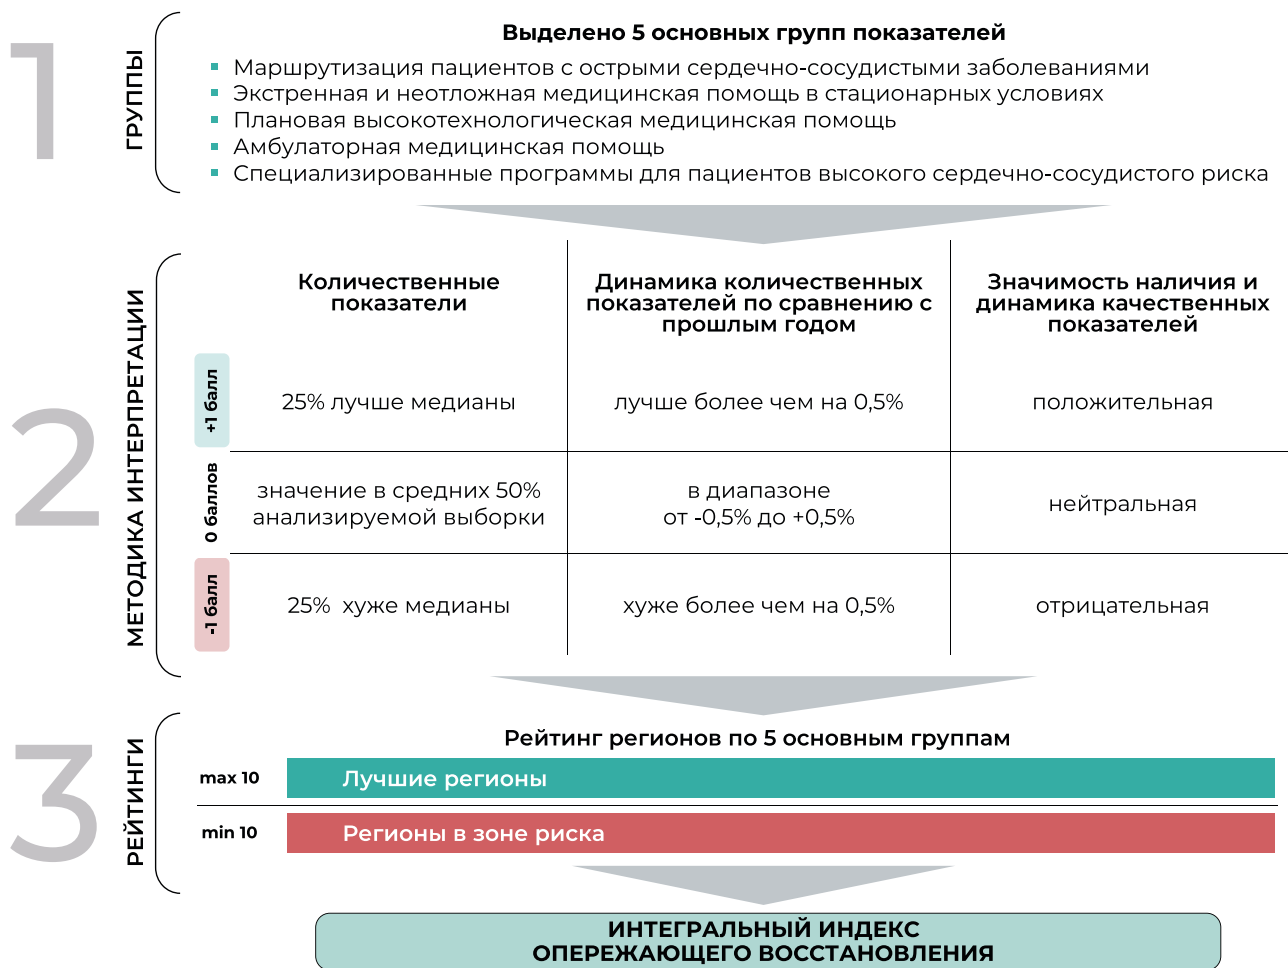 1
ГРУППЫ
Выделено 5 основных групп показателей
Маршрутизация пациентов с острыми сердечно-сосудистыми заболеваниями
Экстренная и неотложная медицинская помощь в стационарных условиях
Плановая высокотехнологическая медицинская помощь
Амбулаторная медицинская помощь
Специализированные программы для пациентов высокого сердечно-сосудистого риска
2
МЕТОДИКА ИНТЕРПРЕТАЦИИ
Количественные
показатели
Динамика количественных
показателей по сравнению с
прошлым годом
Значимость наличия и
динамика качественных
показателей
+1 балл
25% лучше медианы
лучше более чем на 0,5%
положительная
0 баллов
значение в средних 50%
анализируемой выборки
в диапазоне
от -0,5% до +0,5%
нейтральная
-1 балл
25% хуже медианы
хуже более чем на 0,5%
отрицательная
3
РЕЙТИНГИ
Рейтинг регионов по 5 основным группам
max 10
Лучшие регионы
min 10
Регионы в зоне риска
ИНТЕГРАЛЬНЫЙ ИНДЕКС
ОПЕРЕЖАЮЩЕГО ВОССТАНОВЛЕНИЯ